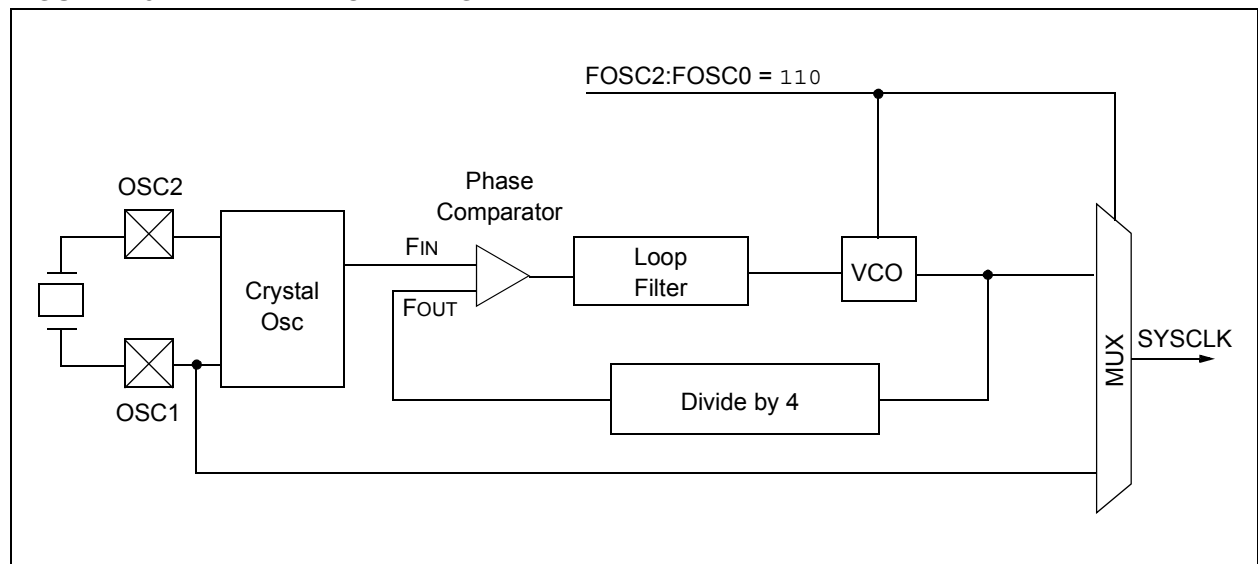 FOSC2:FOSC0 = 110
OSC2
Phase
Comparator
FIN
Loop
Filter
VCO
Crystal
Osc
FOUT
MUX
SYSCLK
Divide by 4
OSC1